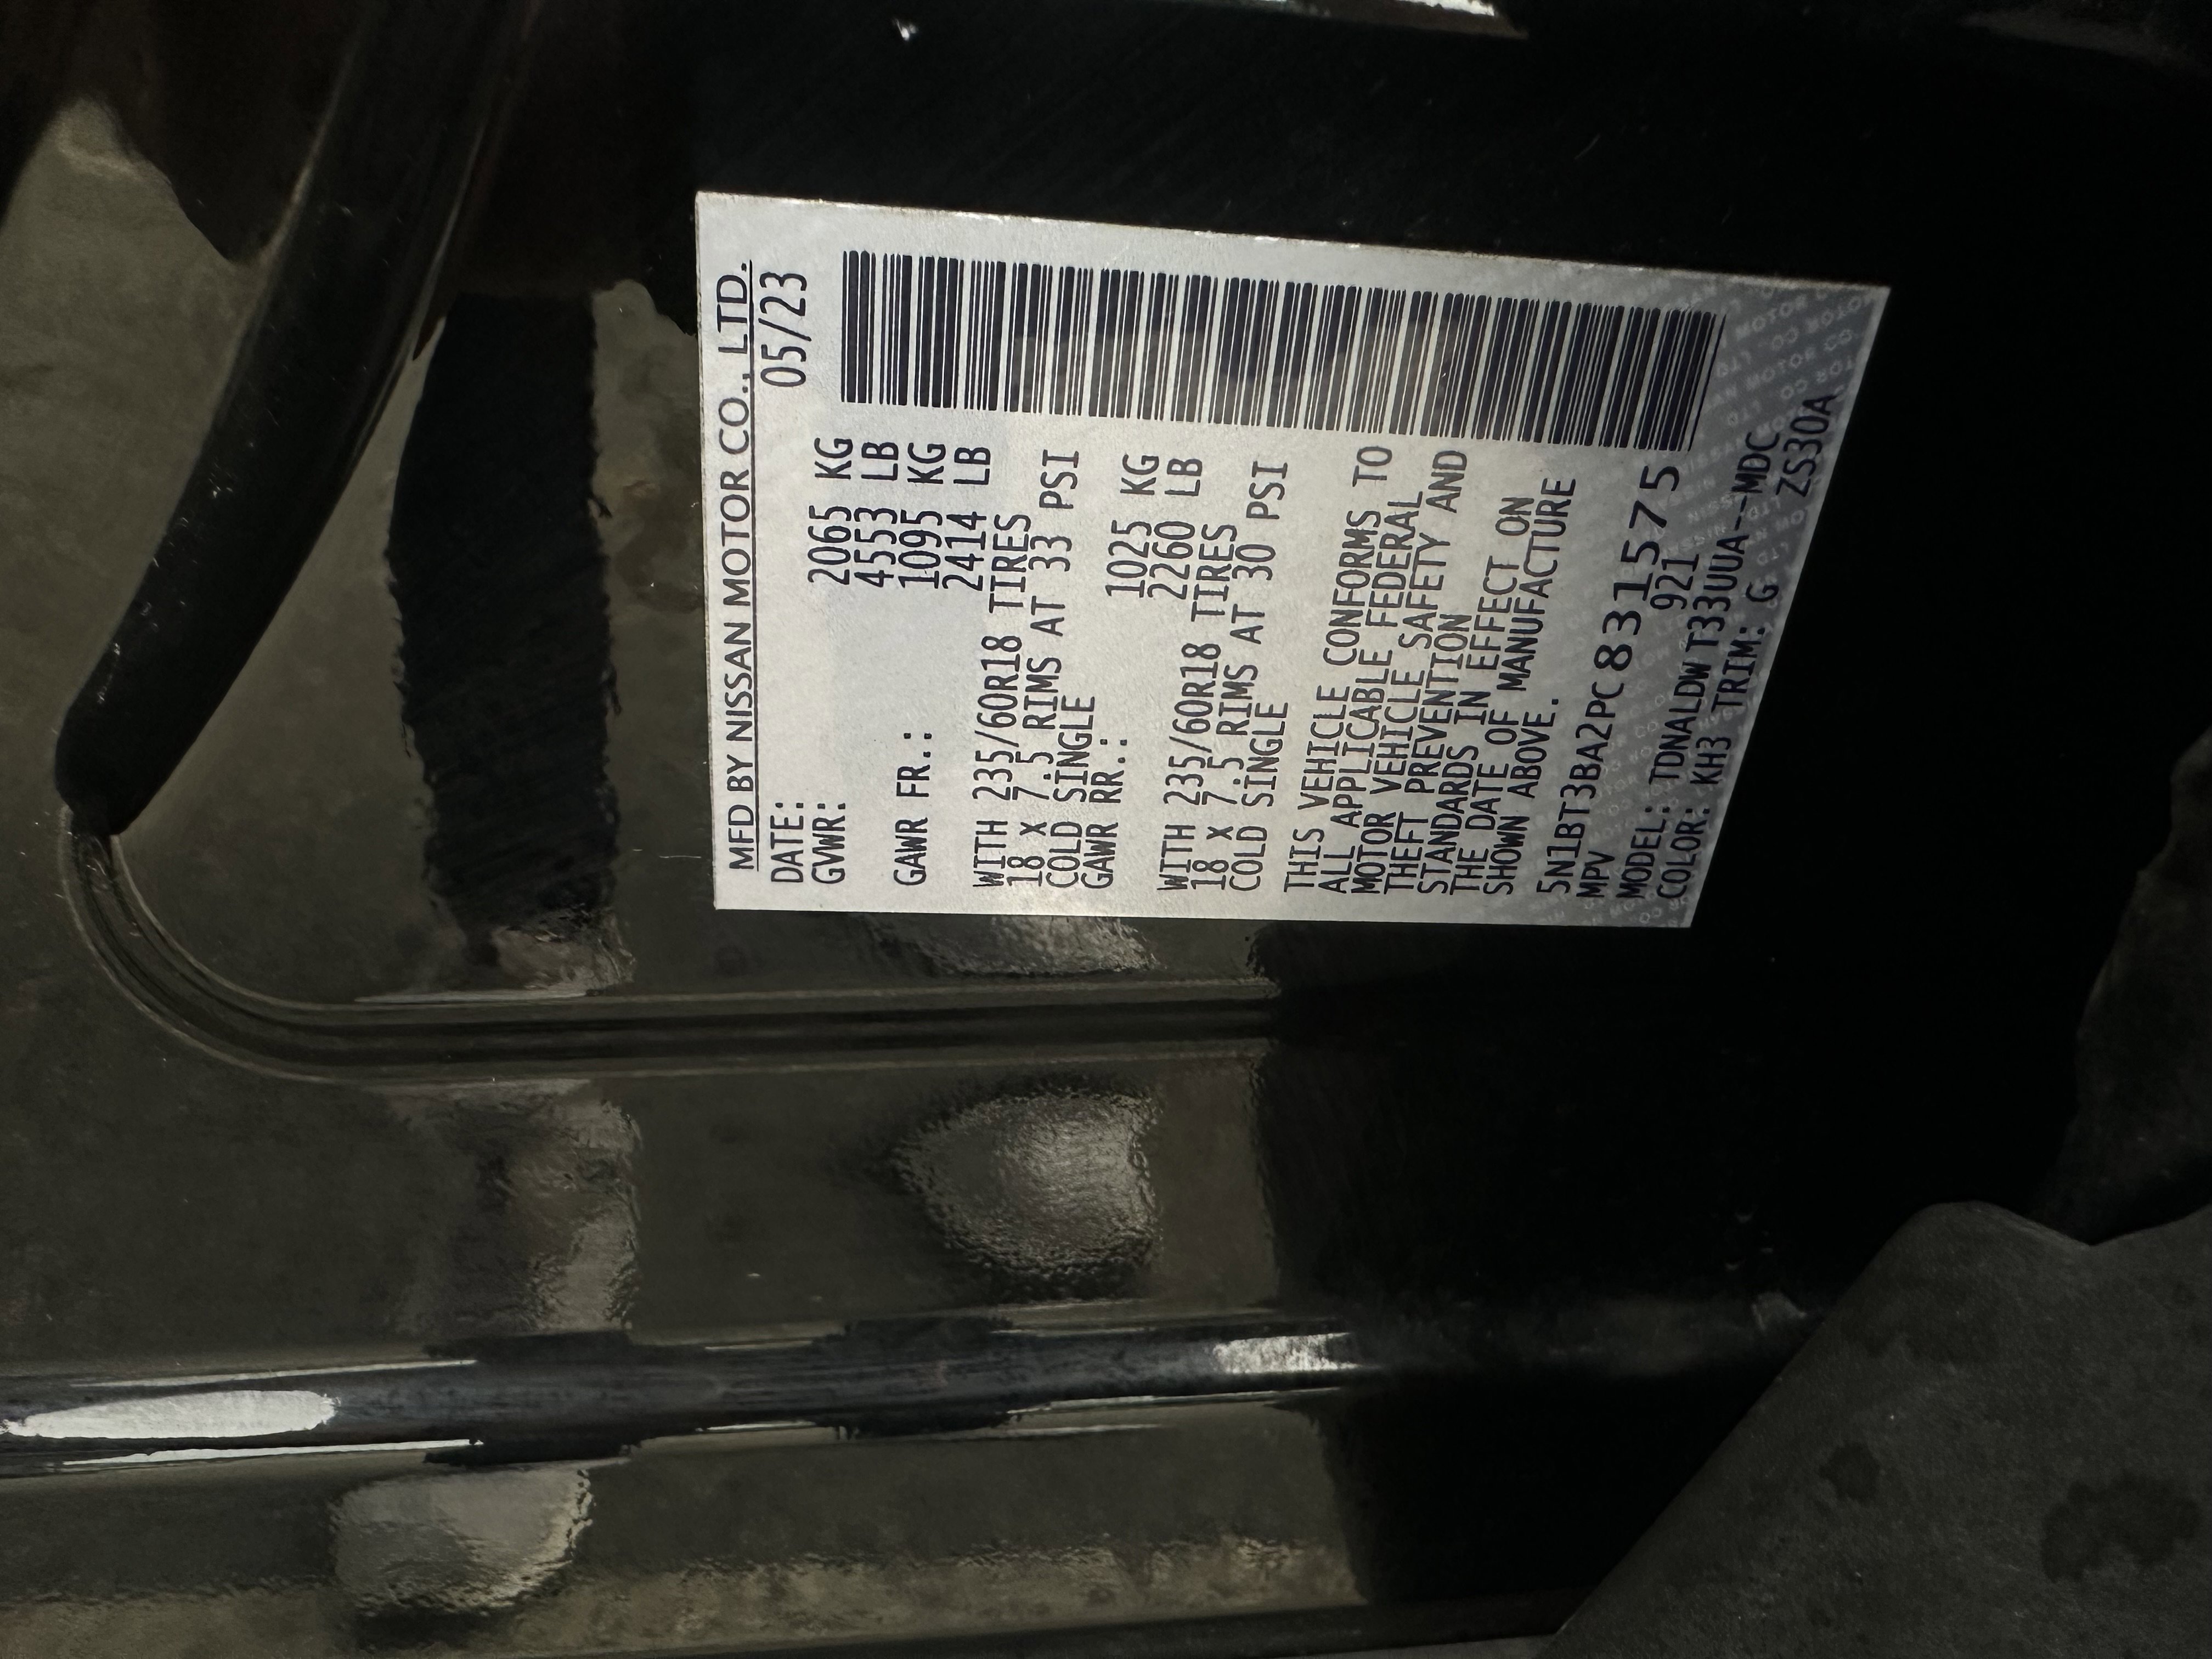 MFD BY NISSAN MOTOR CO., LTD.
DATE: 05/23
GVWR: 2065 KG
4553 LB
GAWR FR.: 1095 KG
2414 LB
WITH 235/60R18 TIRES
18 X 7.5 RIMS AT 33 PSI
COLD SINGLE
GAWR RR.: 1025 KG
2260 LB
WITH 235/60R18 TIRES
18 X 7.5 RIMS AT 30 PSI
COLD SINGLE
THIS VEHICLE CONFORMS TO
ALL APPLICABLE FEDERAL
MOTOR VEHICLE SAFETY AND
THEFT PREVENTION
STANDARDS IN EFFECT ON
THE DATE OF MANUFACTURE
SHOWN ABOVE.
5N1BT3BA2PC8315575
MPV 921
MODEL: TDNALDWT33UUA--MDC
COLOR: KH3 TRIM: G ZS30A